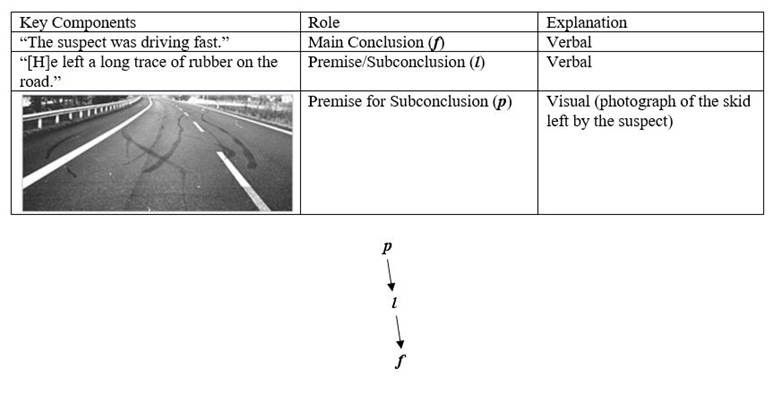 Key Components Role Explanation
“The suspect was driving fast.” Main Conclusion (f) Verbal
“[H]e left a long trace of rubber on the Premise/Subconclusion (l) Verbal
road.”
Premise for Subconclusion (p) Visual (photograph of the skid
left by the suspect)
p
l
f